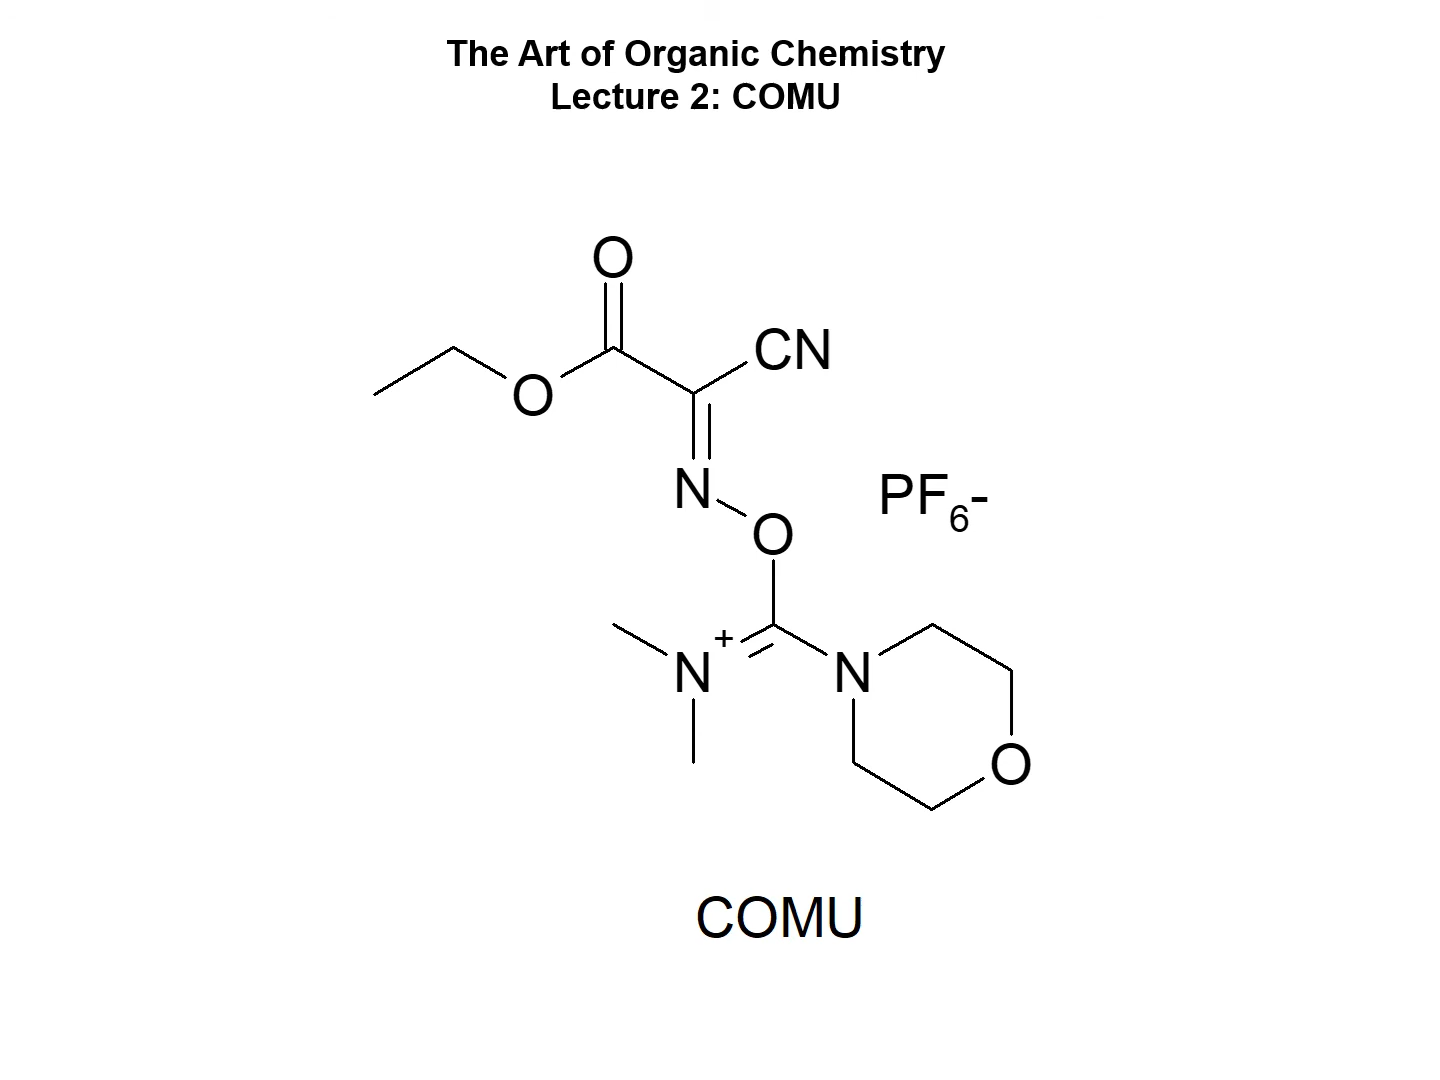 The Art of Organic Chemistry
Lecture 2: COMU
O
CN
O
N
PF6-
O
+
N
N
O
COMU